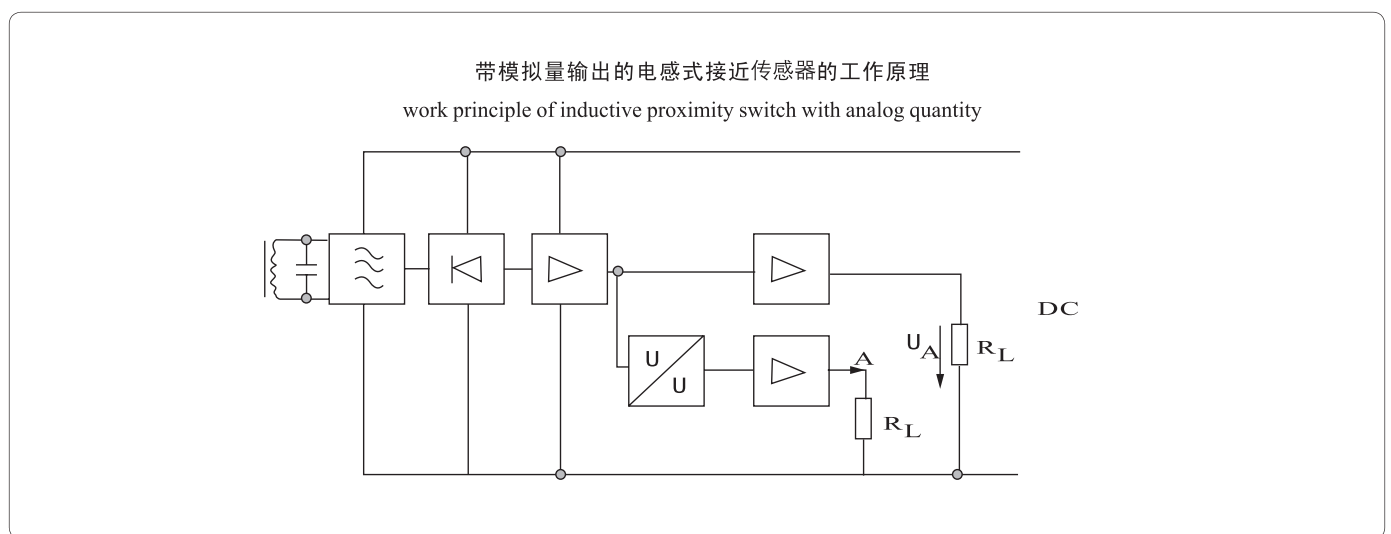 带模拟量输出的电感式接近传感器的工作原理
work principle of inductive proximity switch with analog quantity
DC
U
U
A
UA
RL
RL